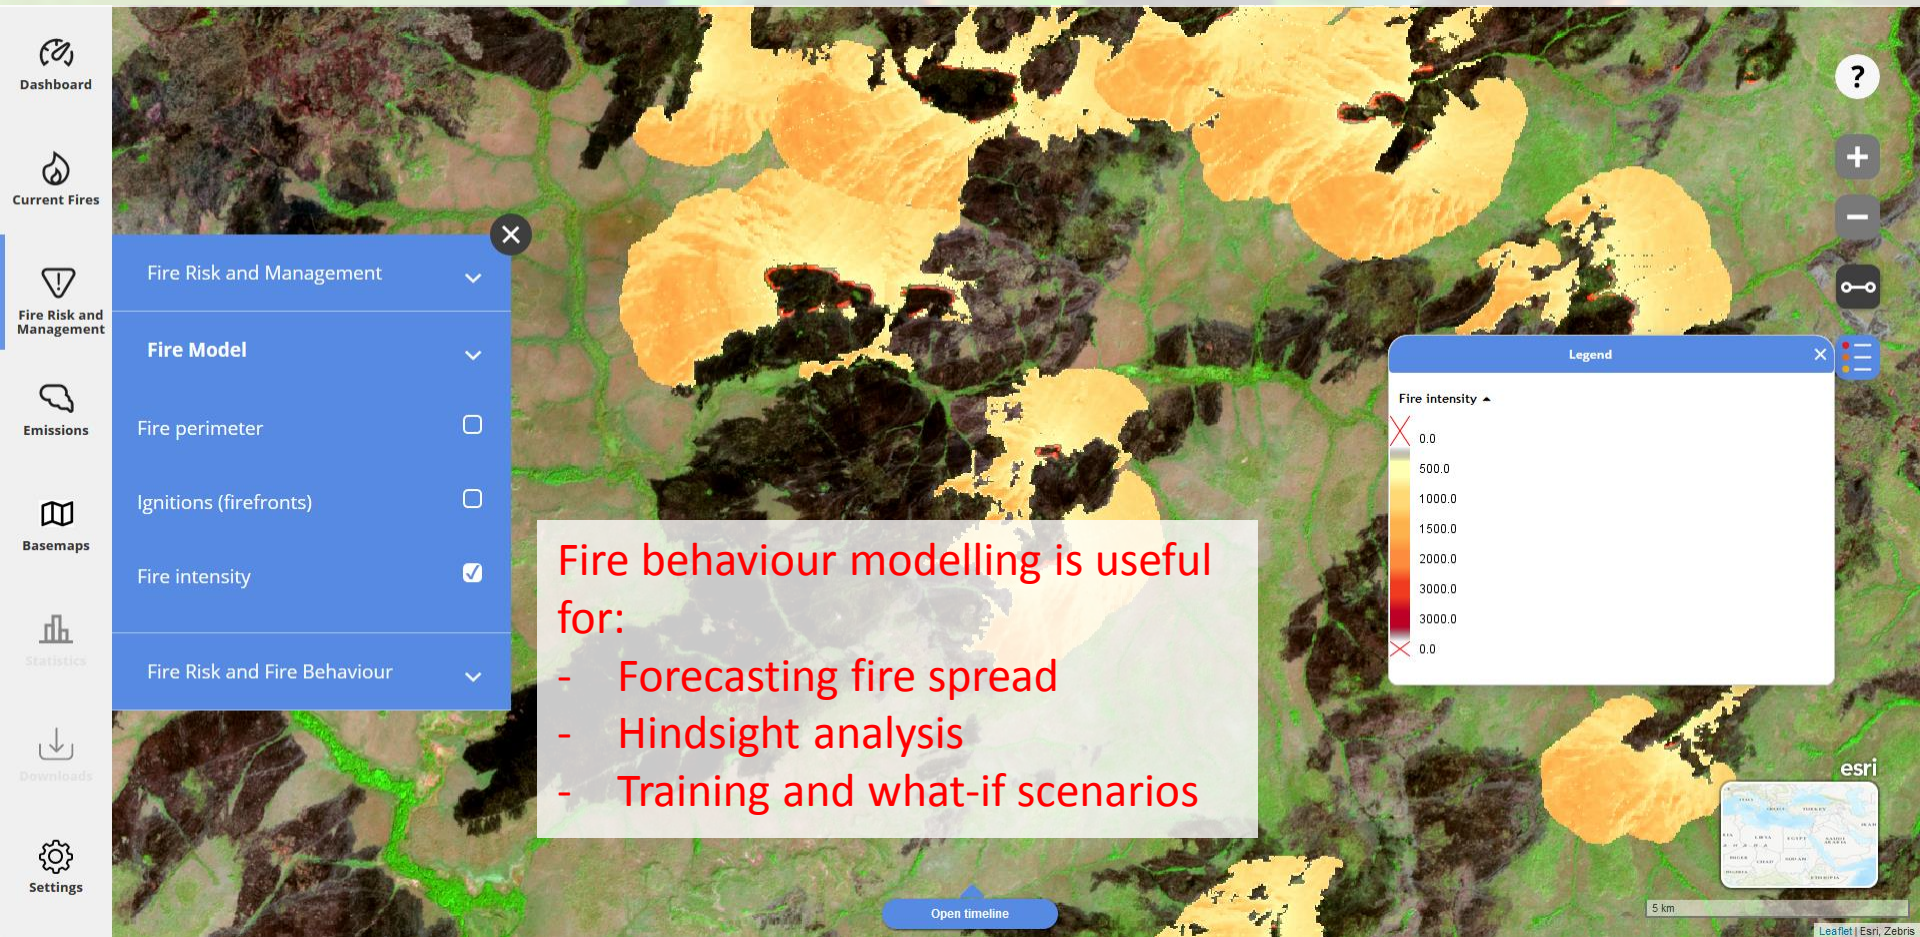 Dashboard
Current Fires
Fire Risk and
Management
Emissions
Basemaps
Statistics
Downloads
Settings
Fire Risk and Management
Fire Model
Fire perimeter
Ignitions (firefronts)
Fire intensity
Fire Risk and Fire Behaviour
Fire behaviour modelling is useful
for:
- Forecasting fire spread
- Hindsight analysis
- Training and what-if scenarios
Open timeline
?
+
−
Legend
Fire intensity
0.0
500.0
1000.0
1500.0
2000.0
3000.0
3000.0
0.0
esri
5 km
Leaflet | Esri, Zebris